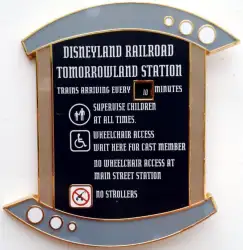 DISNEYLAND RAILROAD
TOMORROWLAND STATION
TRAINS ARRIVING EVERY 10 MINUTES
SUPERVISE CHILDREN
AT ALL TIMES.
WHEELCHAIR ACCESS
WAIT HERE FOR CAST MEMBER
NO WHEELCHAIR ACCESS AT
MAIN STREET STATION
NO STROLLERS